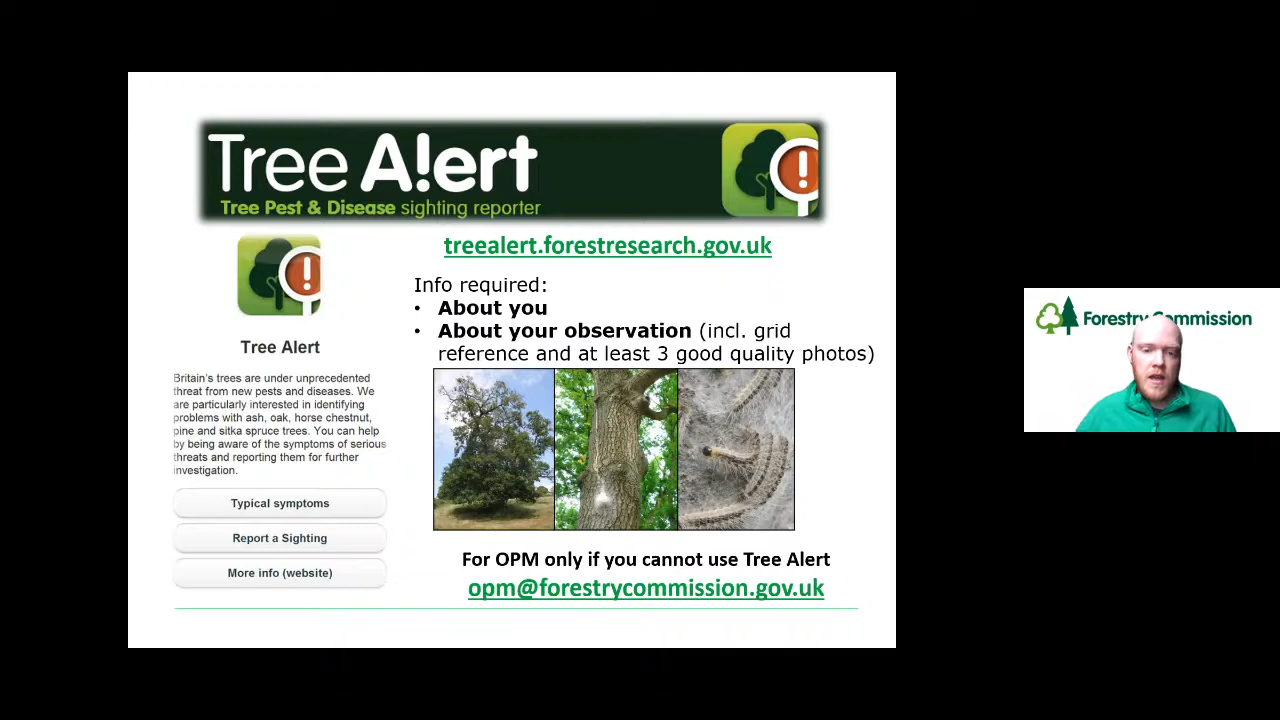 Tree A!ert
Tree Pest & Disease sighting reporter
treealert.forestresearch.gov.uk
Info required:
• About you
• About your observation (incl. grid
reference and at least 3 good quality photos)
Tree Alert
Britain's trees are under unprecedented
threat from new pests and diseases. We
are particularly interested in identifying
problems with ash, oak, horse chestnut,
pine and sitka spruce trees. You can help
by being aware of the symptoms of serious
threats and reporting them for further
investigation.
Typical symptoms
Report a Sighting
More info (website)
For OPM only if you cannot use Tree Alert
opm@forestrycommission.gov.uk
Forestry Commission